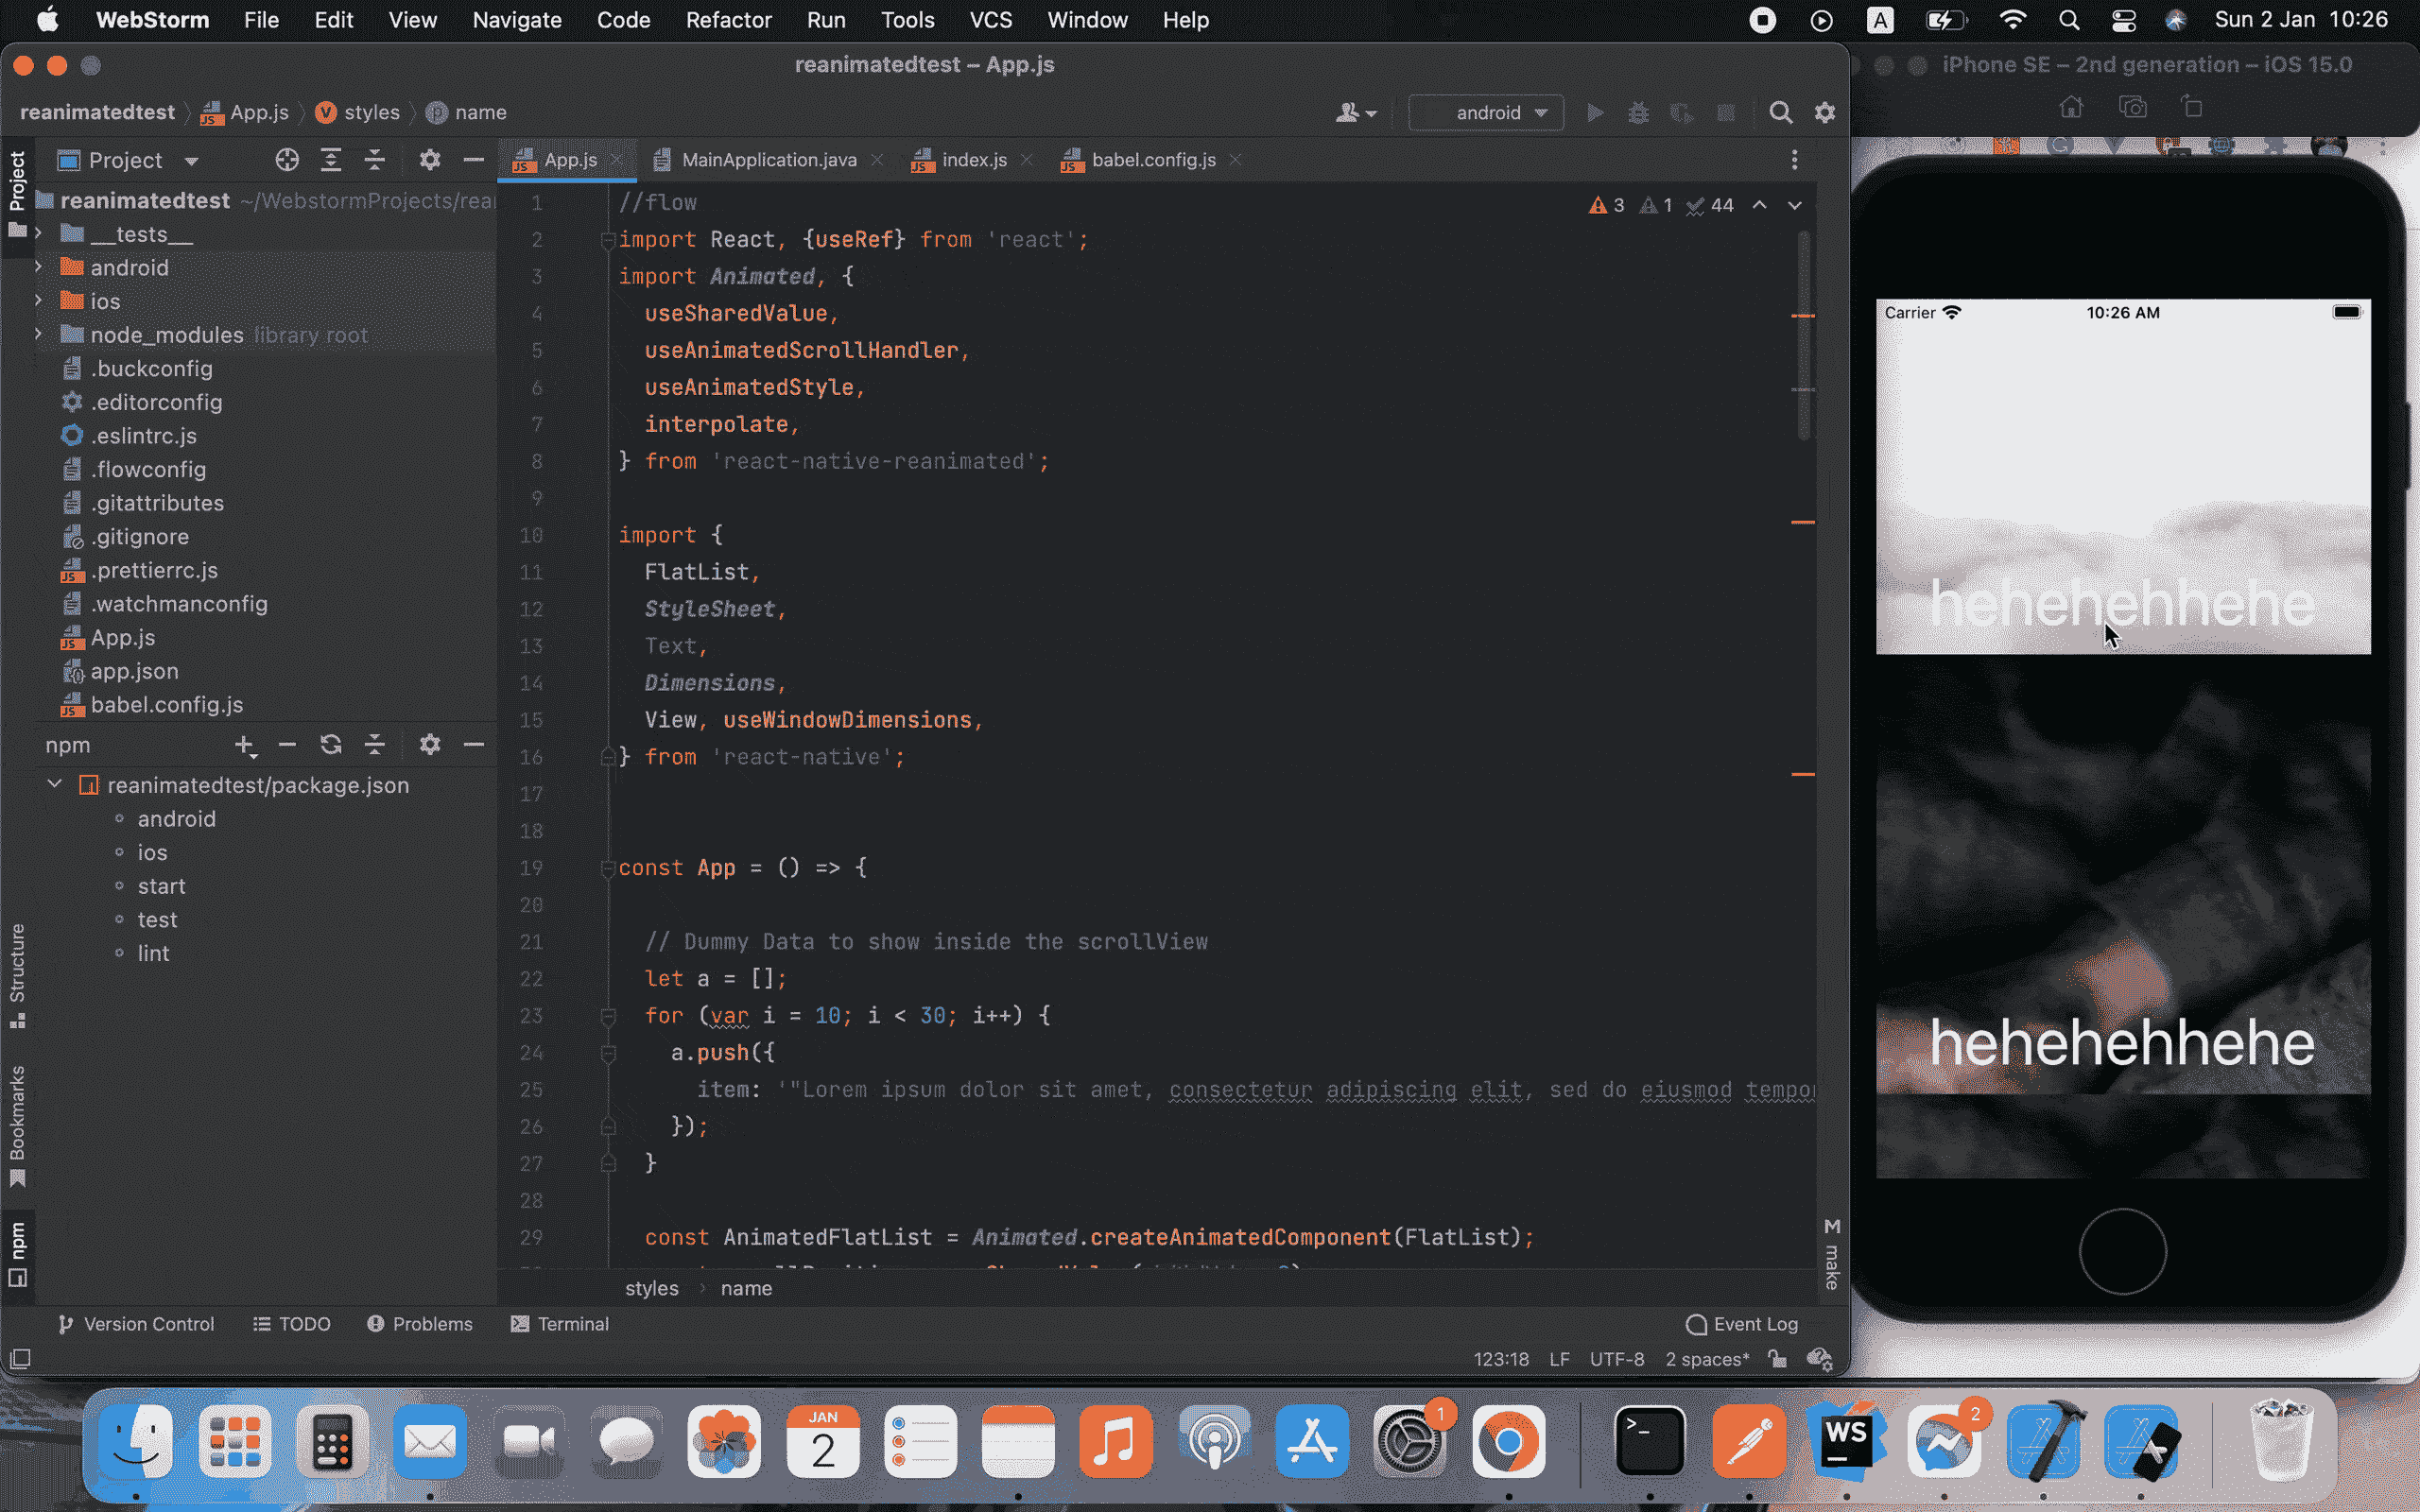 WebStorm File Edit View Navigate Code Refactor Run Tools VCS Window Help A Sun 2 Jan 10:26
reanimatedtest – App.js
iPhone SE – 2nd generation – iOS 15.0
reanimatedtest App.js styles name android
Project
Project
App.js MainApplication.java index.js babel.config.js
reanimatedtest ~/WebstormProjects/rea
__tests__
android
ios
node_modules library root
.buckconfig
.editorconfig
.eslintrc.js
.flowconfig
.gitattributes
.gitignore
.prettierrc.js
.watchmanconfig
App.js
app.json
babel.config.js
npm
reanimatedtest/package.json
android
ios
start
test
lint
Structure
Bookmarks
npm
3 1 44
1 //flow
2 import React, {useRef} from 'react';
3 import Animated, {
4 useSharedValue,
5 useAnimatedScrollHandler,
6 useAnimatedStyle,
7 interpolate,
8 } from 'react-native-reanimated';
9
10 import {
11 FlatList,
12 StyleSheet,
13 Text,
14 Dimensions,
15 View, useWindowDimensions,
16 } from 'react-native';
17
18
19 const App = () => {
20
21 // Dummy Data to show inside the scrollView
22 let a = [];
23 for (var i = 10; i < 30; i++) {
24 a.push({
25 item: '"Lorem ipsum dolor sit amet, consectetur adipiscing elit, sed do eiusmod tempo
26 });
27 }
28
29 const AnimatedFlatList = Animated.createAnimatedComponent(FlatList);
styles name
M make
Version Control TODO Problems Terminal Event Log
123:18 LF UTF-8 2 spaces*
Carrier 10:26 AM
hehehehhehe
hehehehhehe
JAN
2
1
>_
WS
2